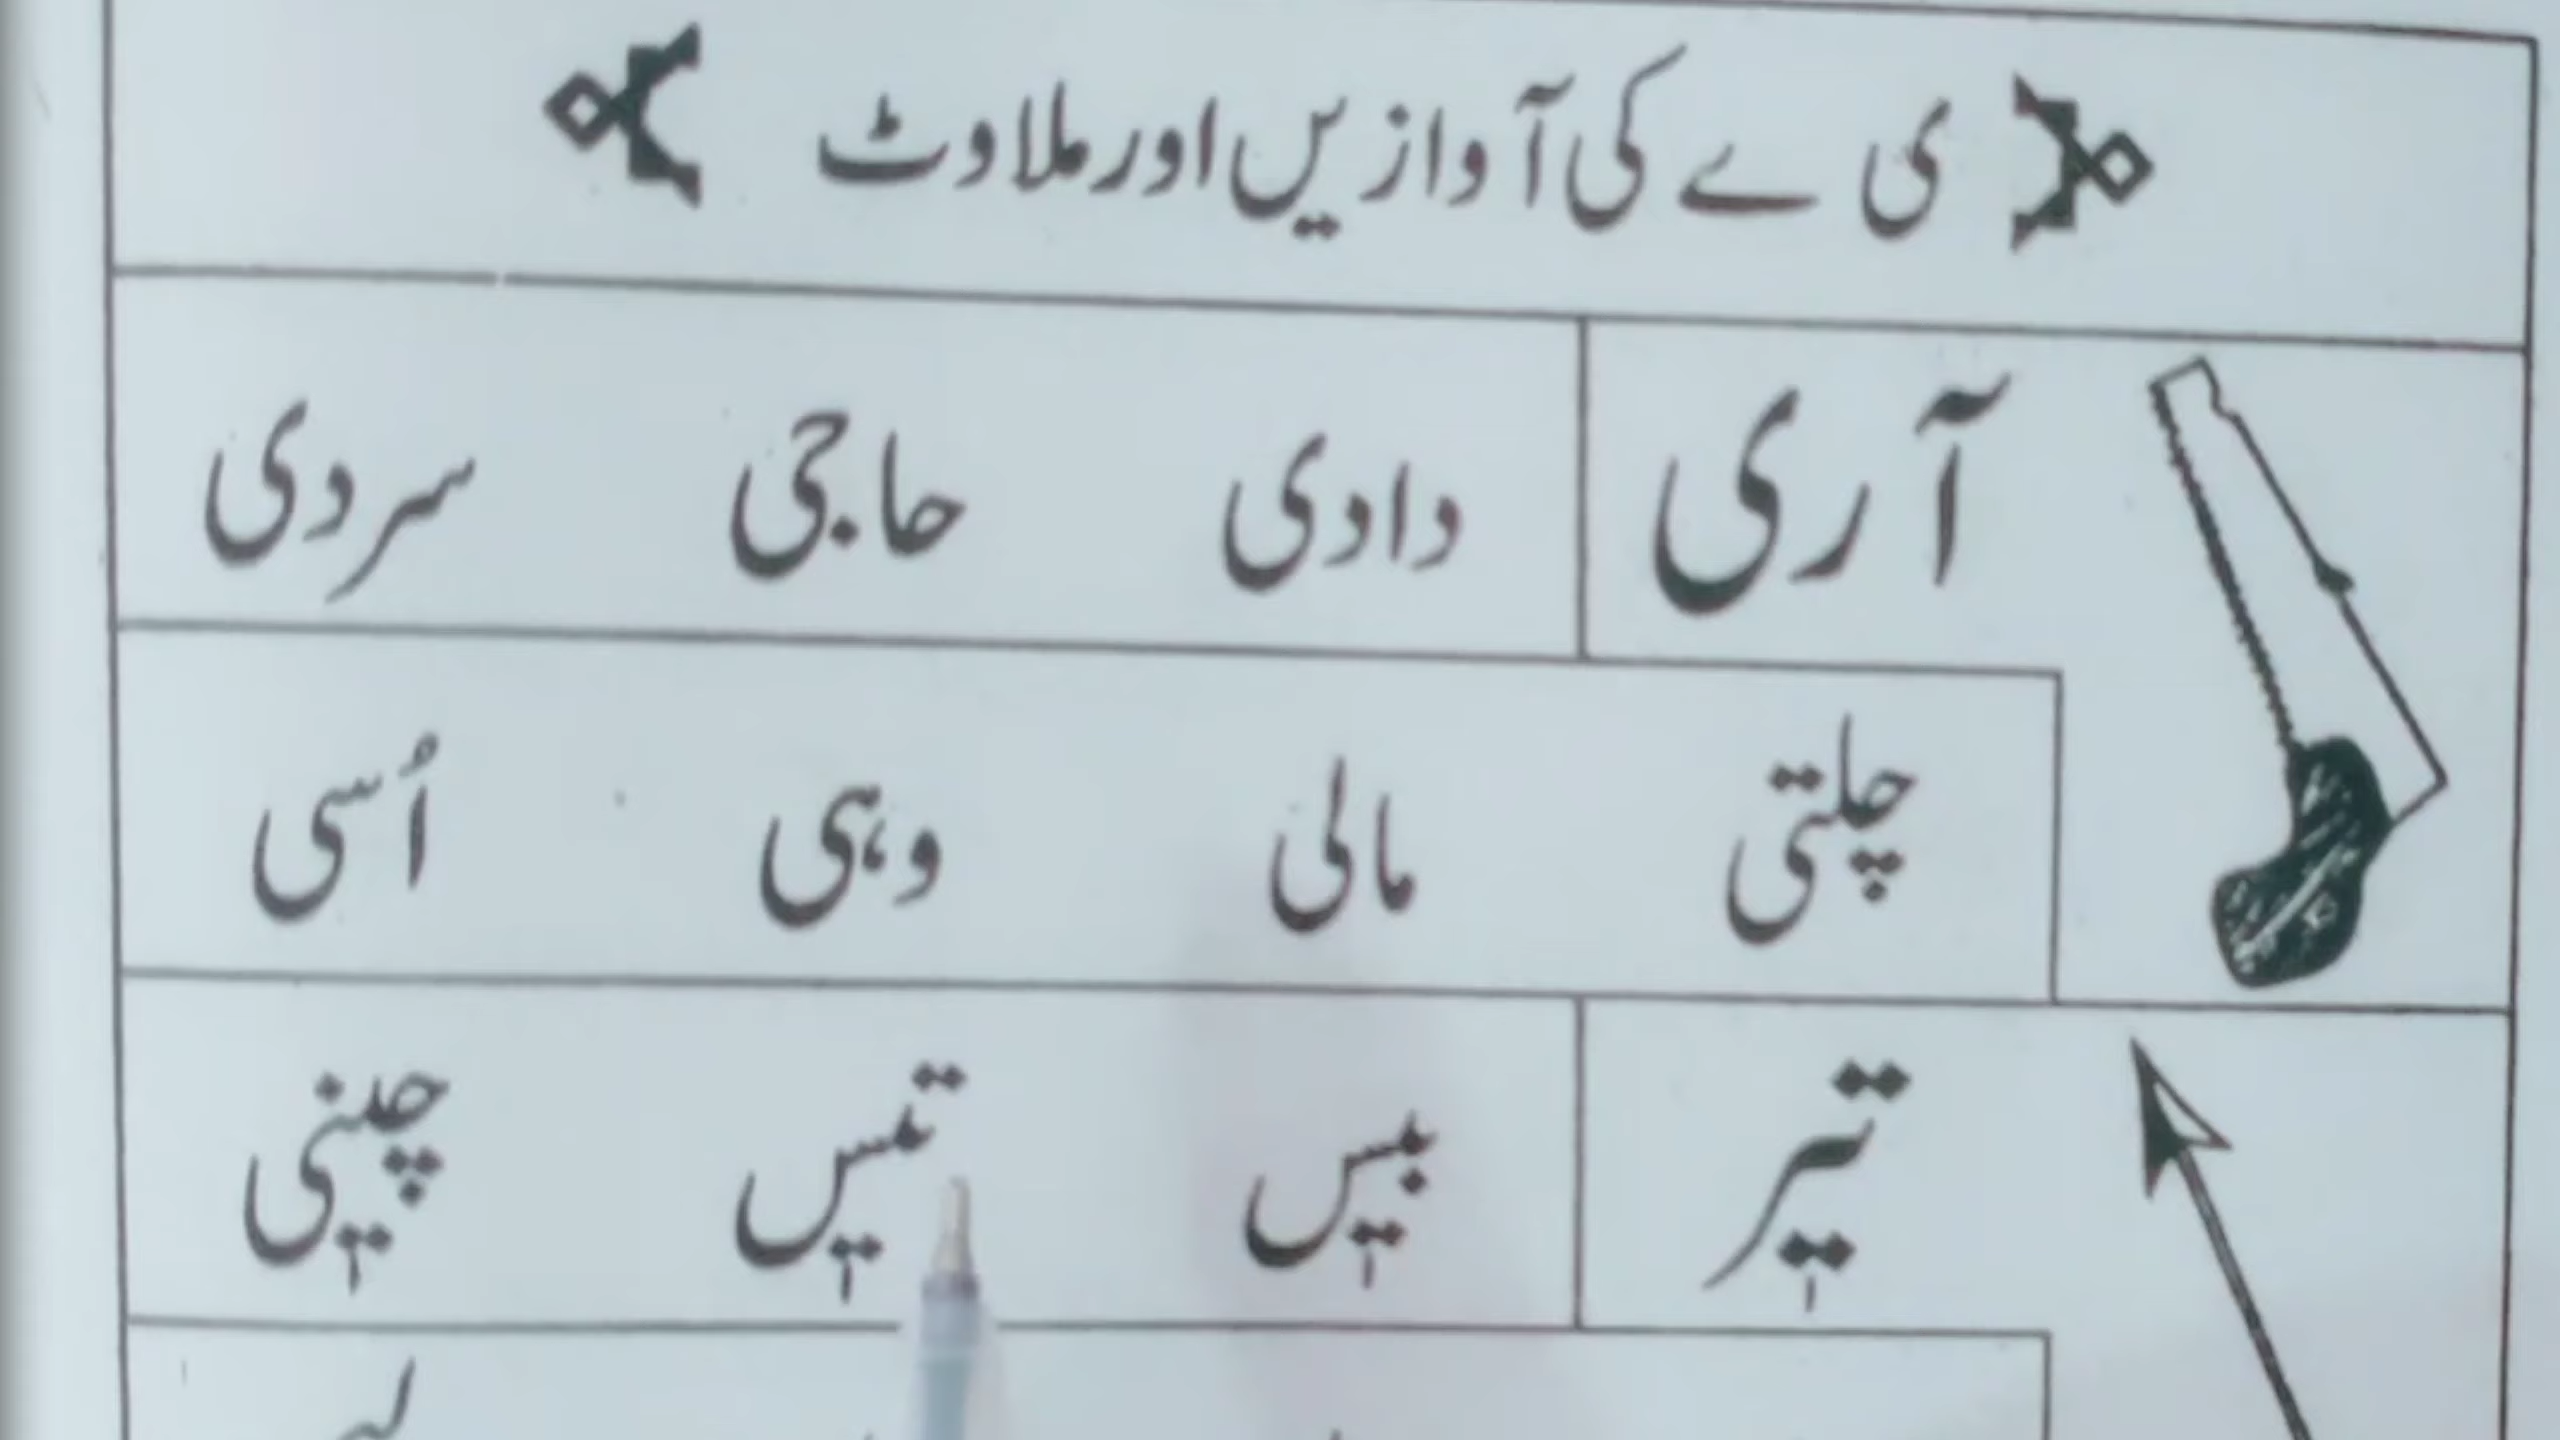 ی ے کی آوازیں اور ملاوٹ
آری دادی حاجی سردی
چلتی مالی وہی اُسی
تیر بیس تیس چینی